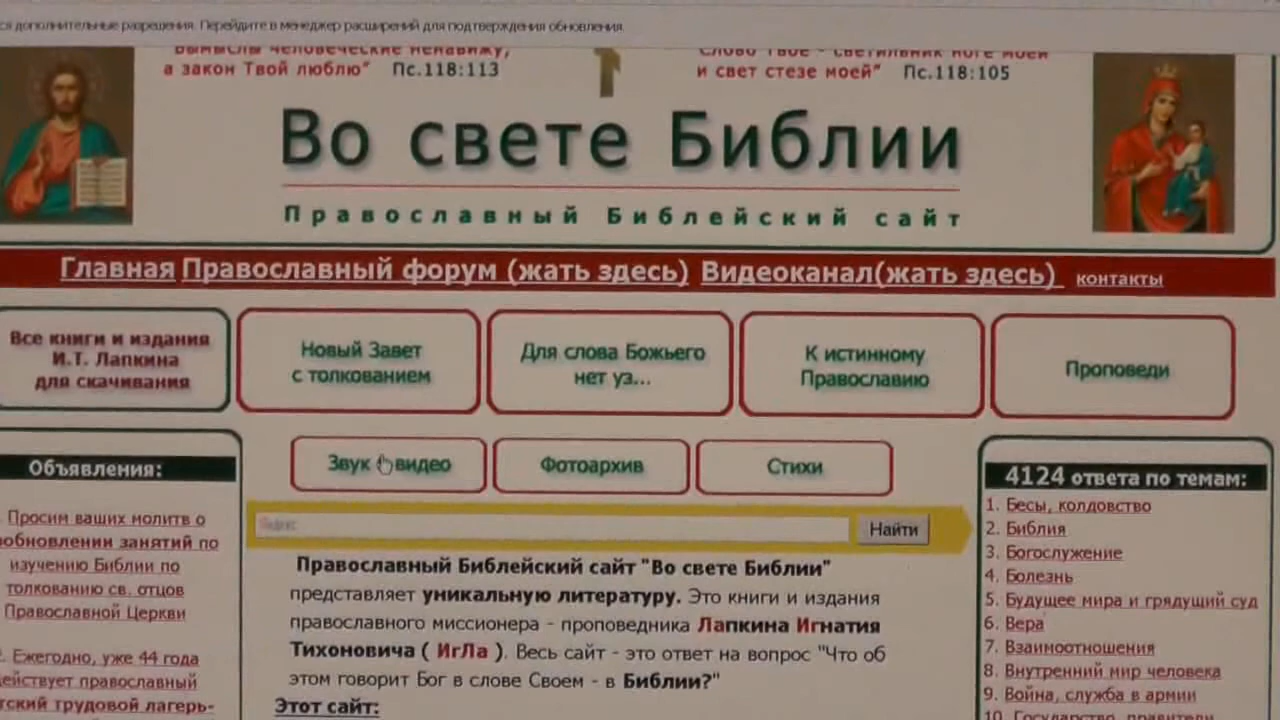 ся дополнительные разрешения. Перейдите в менеджер расширений для подтверждения обновления.
вымыслы человеческие ненавижу,
а закон Твой люблю" Пс.118:113
Слово Твое - светильник ноге моей
и свет стезе моей" Пс.118:105
Во свете Библии
Православный Библейский сайт
Главная Православный форум (жать здесь) Видеоканал(жать здесь) контакты
Все книги и издания
И.Т. Лапкина
для скачивания
Новый Завет
с толкованием
Для слова Божьего
нет уз...
К истинному
Православию
Проповеди
Звук видео
Фотоархив
Стихи
Объявления:
Просим ваших молитв о
возобновлении занятий по
изучению Библии по
толкованию св. отцов
Православной Церкви
2. Ежегодно, уже 44 года
действует православный
тский трудовой лагерь-
Яндекс
Найти
Православный Библейский сайт "Во свете Библии"
представляет уникальную литературу. Это книги и издания
православного миссионера - проповедника Лапкина Игнатия
Тихоновича ( ИгЛа ). Весь сайт - это ответ на вопрос "Что об
этом говорит Бог в слове Своем - в Библии?"
Этот сайт:
4124 ответа по темам:
1. Бесы, колдовство
2. Библия
3. Богослужение
4. Болезнь
5. Будущее мира и грядущий суд
6. Вера
7. Взаимоотношения
8. Внутренний мир человека
9. Война, служба в армии
10. Государство, правители